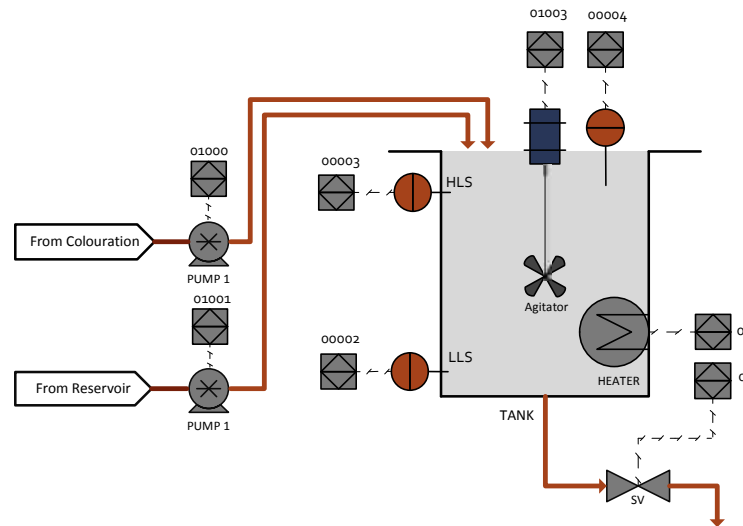 01003
00004
01000
00003
HLS
From Colouration
PUMP 1
Agitator
01001
00002
LLS
HEATER
From Reservoir
PUMP 1
TANK
SV